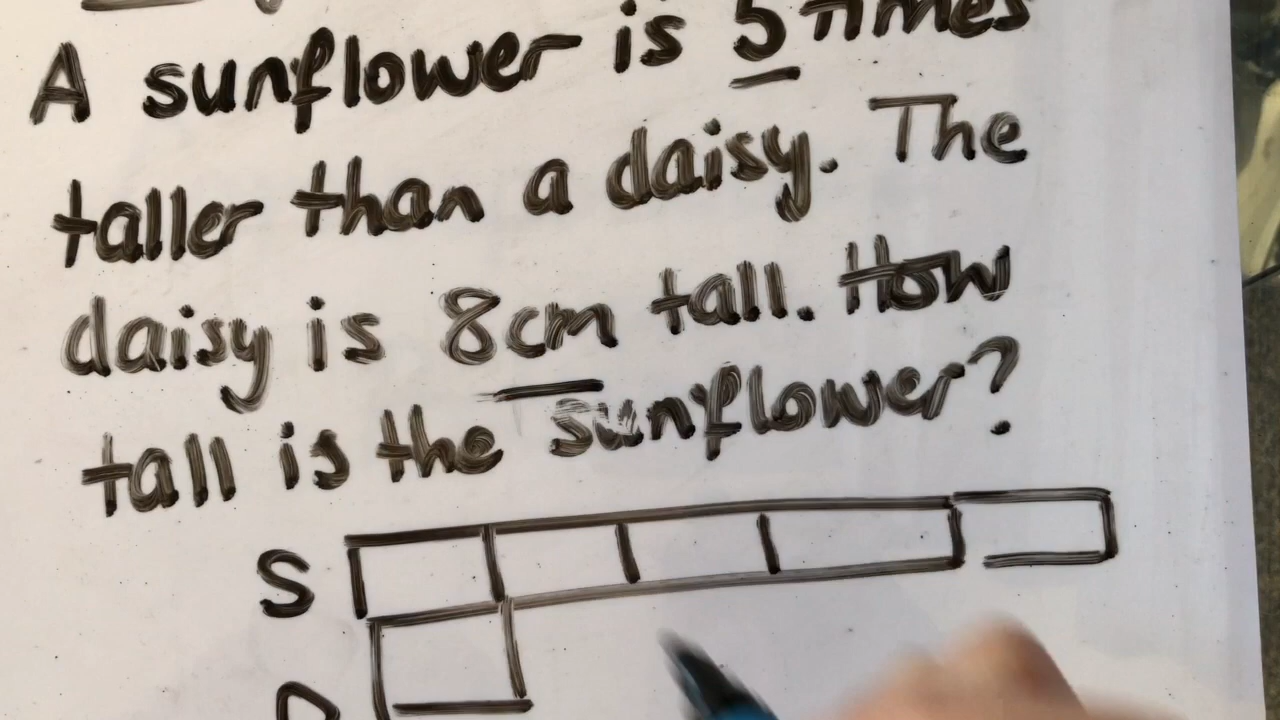 A sunflower is 5 times
taller than a daisy. The
daisy is 8cm tall. How
tall is the sunflower?
S
D